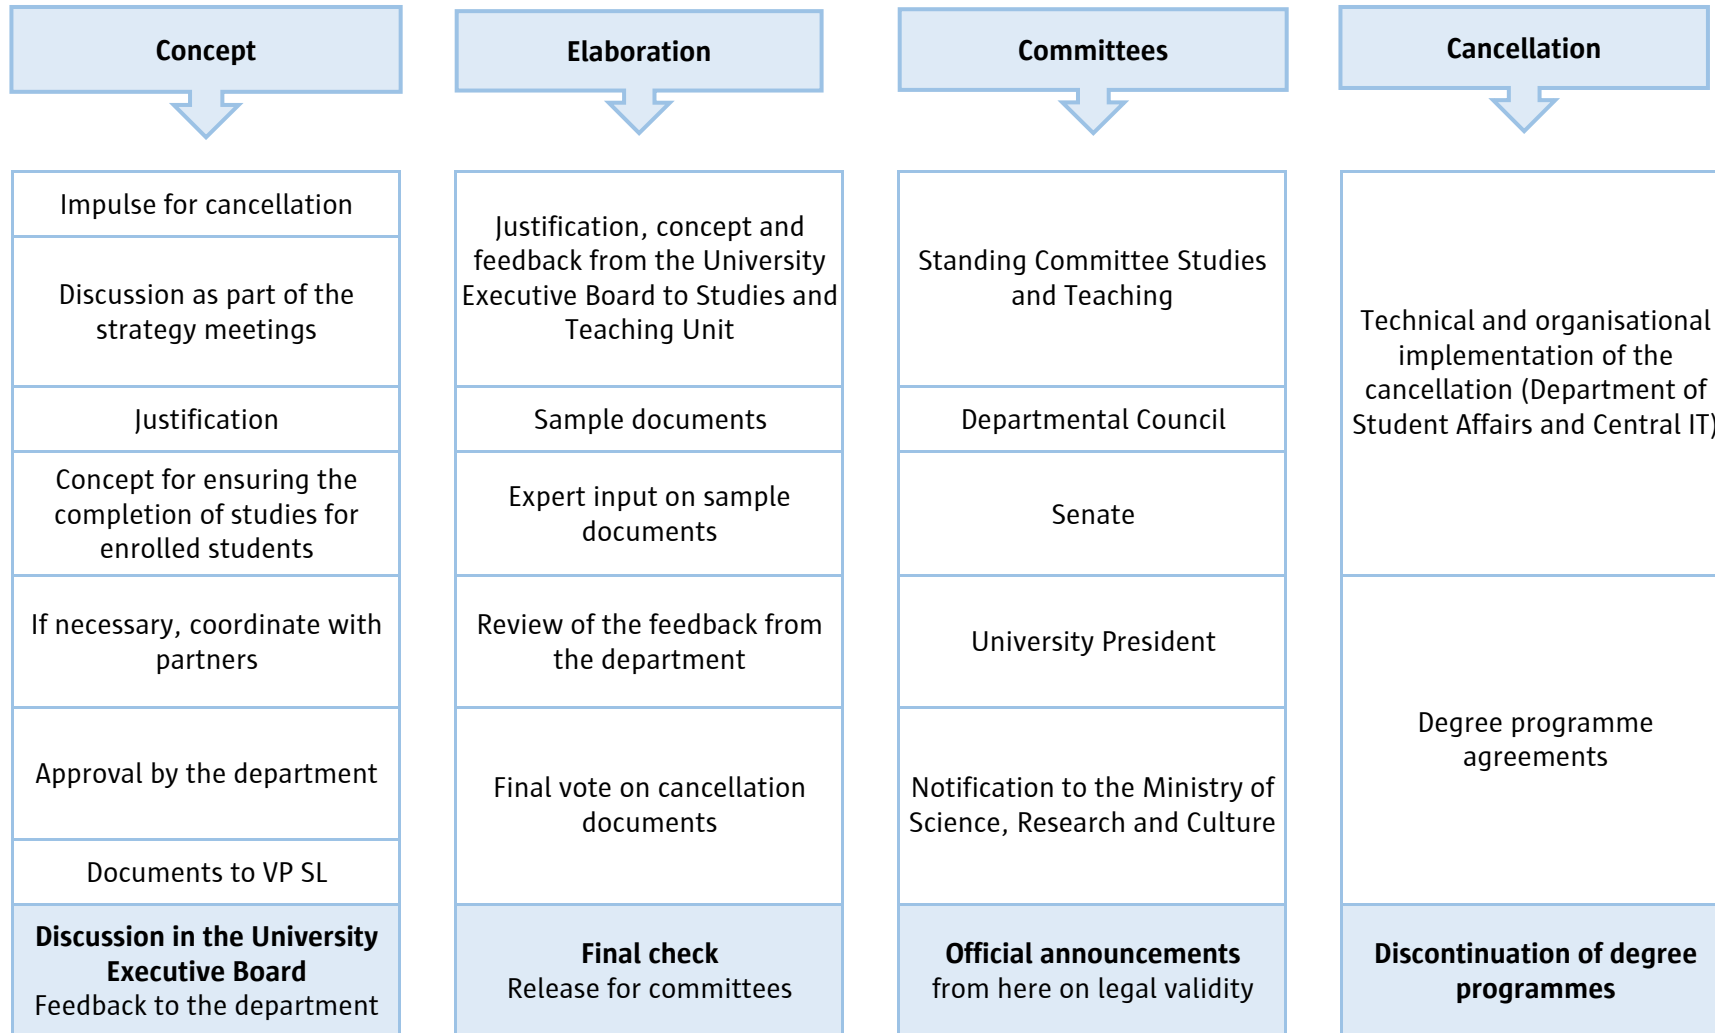 Concept
Impulse for cancellation
Discussion as part of the
strategy meetings
Justification
Concept for ensuring the
completion of studies for
enrolled students
If necessary, coordinate with
partners
Approval by the department
Documents to VP SL
Discussion in the University
Executive Board
Feedback to the department
Elaboration
Justification, concept and
feedback from the University
Executive Board to Studies and
Teaching Unit
Sample documents
Expert input on sample
documents
Review of the feedback from
the department
Final vote on cancellation
documents
Final check
Release for committees
Committees
Standing Committee Studies
and Teaching
Departmental Council
Senate
University President
Notification to the Ministry of
Science, Research and Culture
Official announcements
from here on legal validity
Cancellation
Technical and organisational
implementation of the
cancellation (Department of
Student Affairs and Central IT)
Degree programme
agreements
Discontinuation of degree
programmes